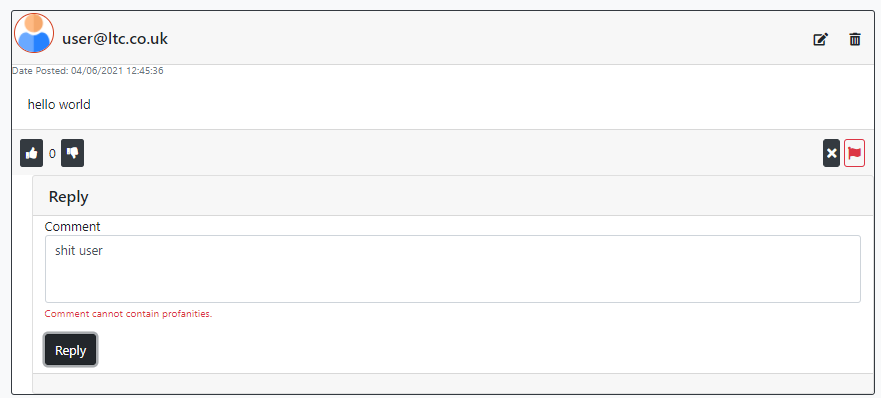 user@ltc.co.uk
Date Posted: 04/06/2021 12:45:36
hello world
0
Reply
Comment
shit user
Comment cannot contain profanities.
Reply